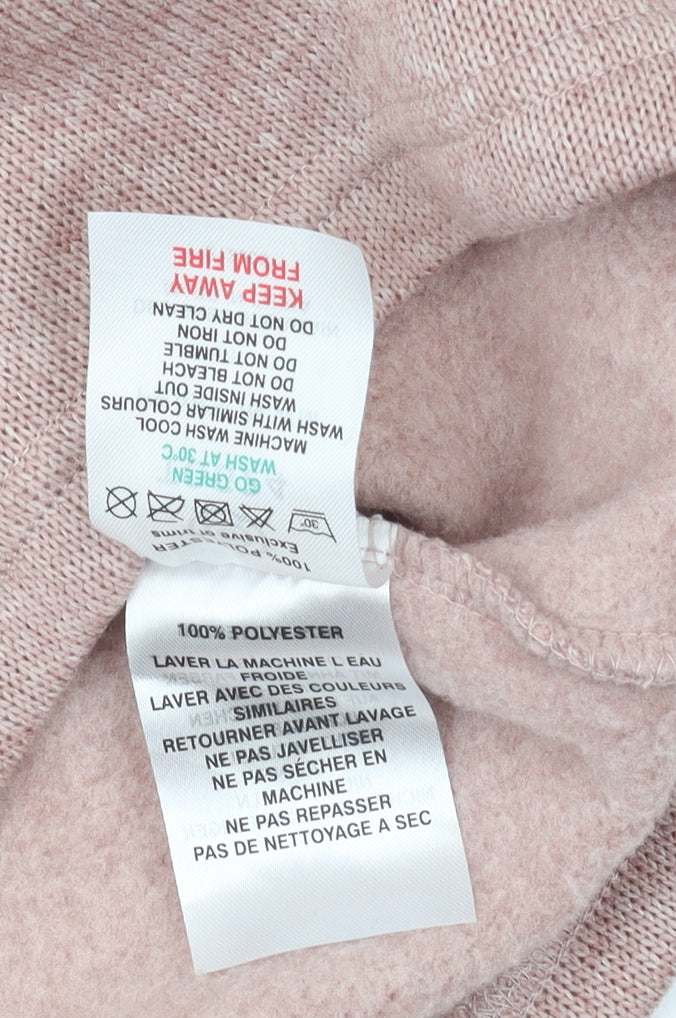 100% POLYESTER
Exclusive of trims
30°
GO GREEN
WASH AT 30°C
MACHINE WASH COOL
WASH WITH SIMILAR COLOURS
WASH INSIDE OUT
DO NOT BLEACH
DO NOT TUMBLE
DO NOT IRON
DO NOT DRY CLEAN
KEEP AWAY
FROM FIRE
100% POLYESTER
LAVER LA MACHINE L EAU
FROIDE
LAVER AVEC DES COULEURS
SIMILAIRES
RETOURNER AVANT LAVAGE
NE PAS JAVELLISER
NE PAS SÉCHER EN
MACHINE
NE PAS REPASSER
PAS DE NETTOYAGE A SEC